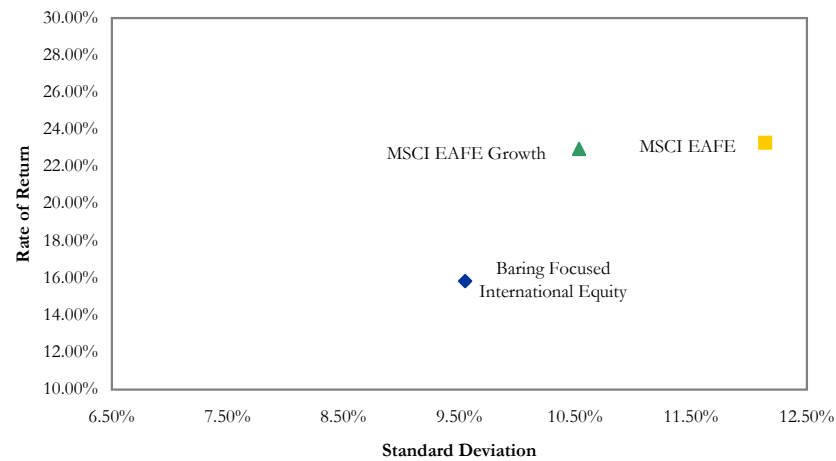 30.00%
28.00%
26.00%
24.00%
22.00%
20.00%
18.00%
16.00%
14.00%
12.00%
10.00%
Rate of Return
MSCI EAFE Growth
MSCI EAFE
Baring Focused
International Equity
6.50% 7.50% 8.50% 9.50% 10.50% 11.50% 12.50%
Standard Deviation